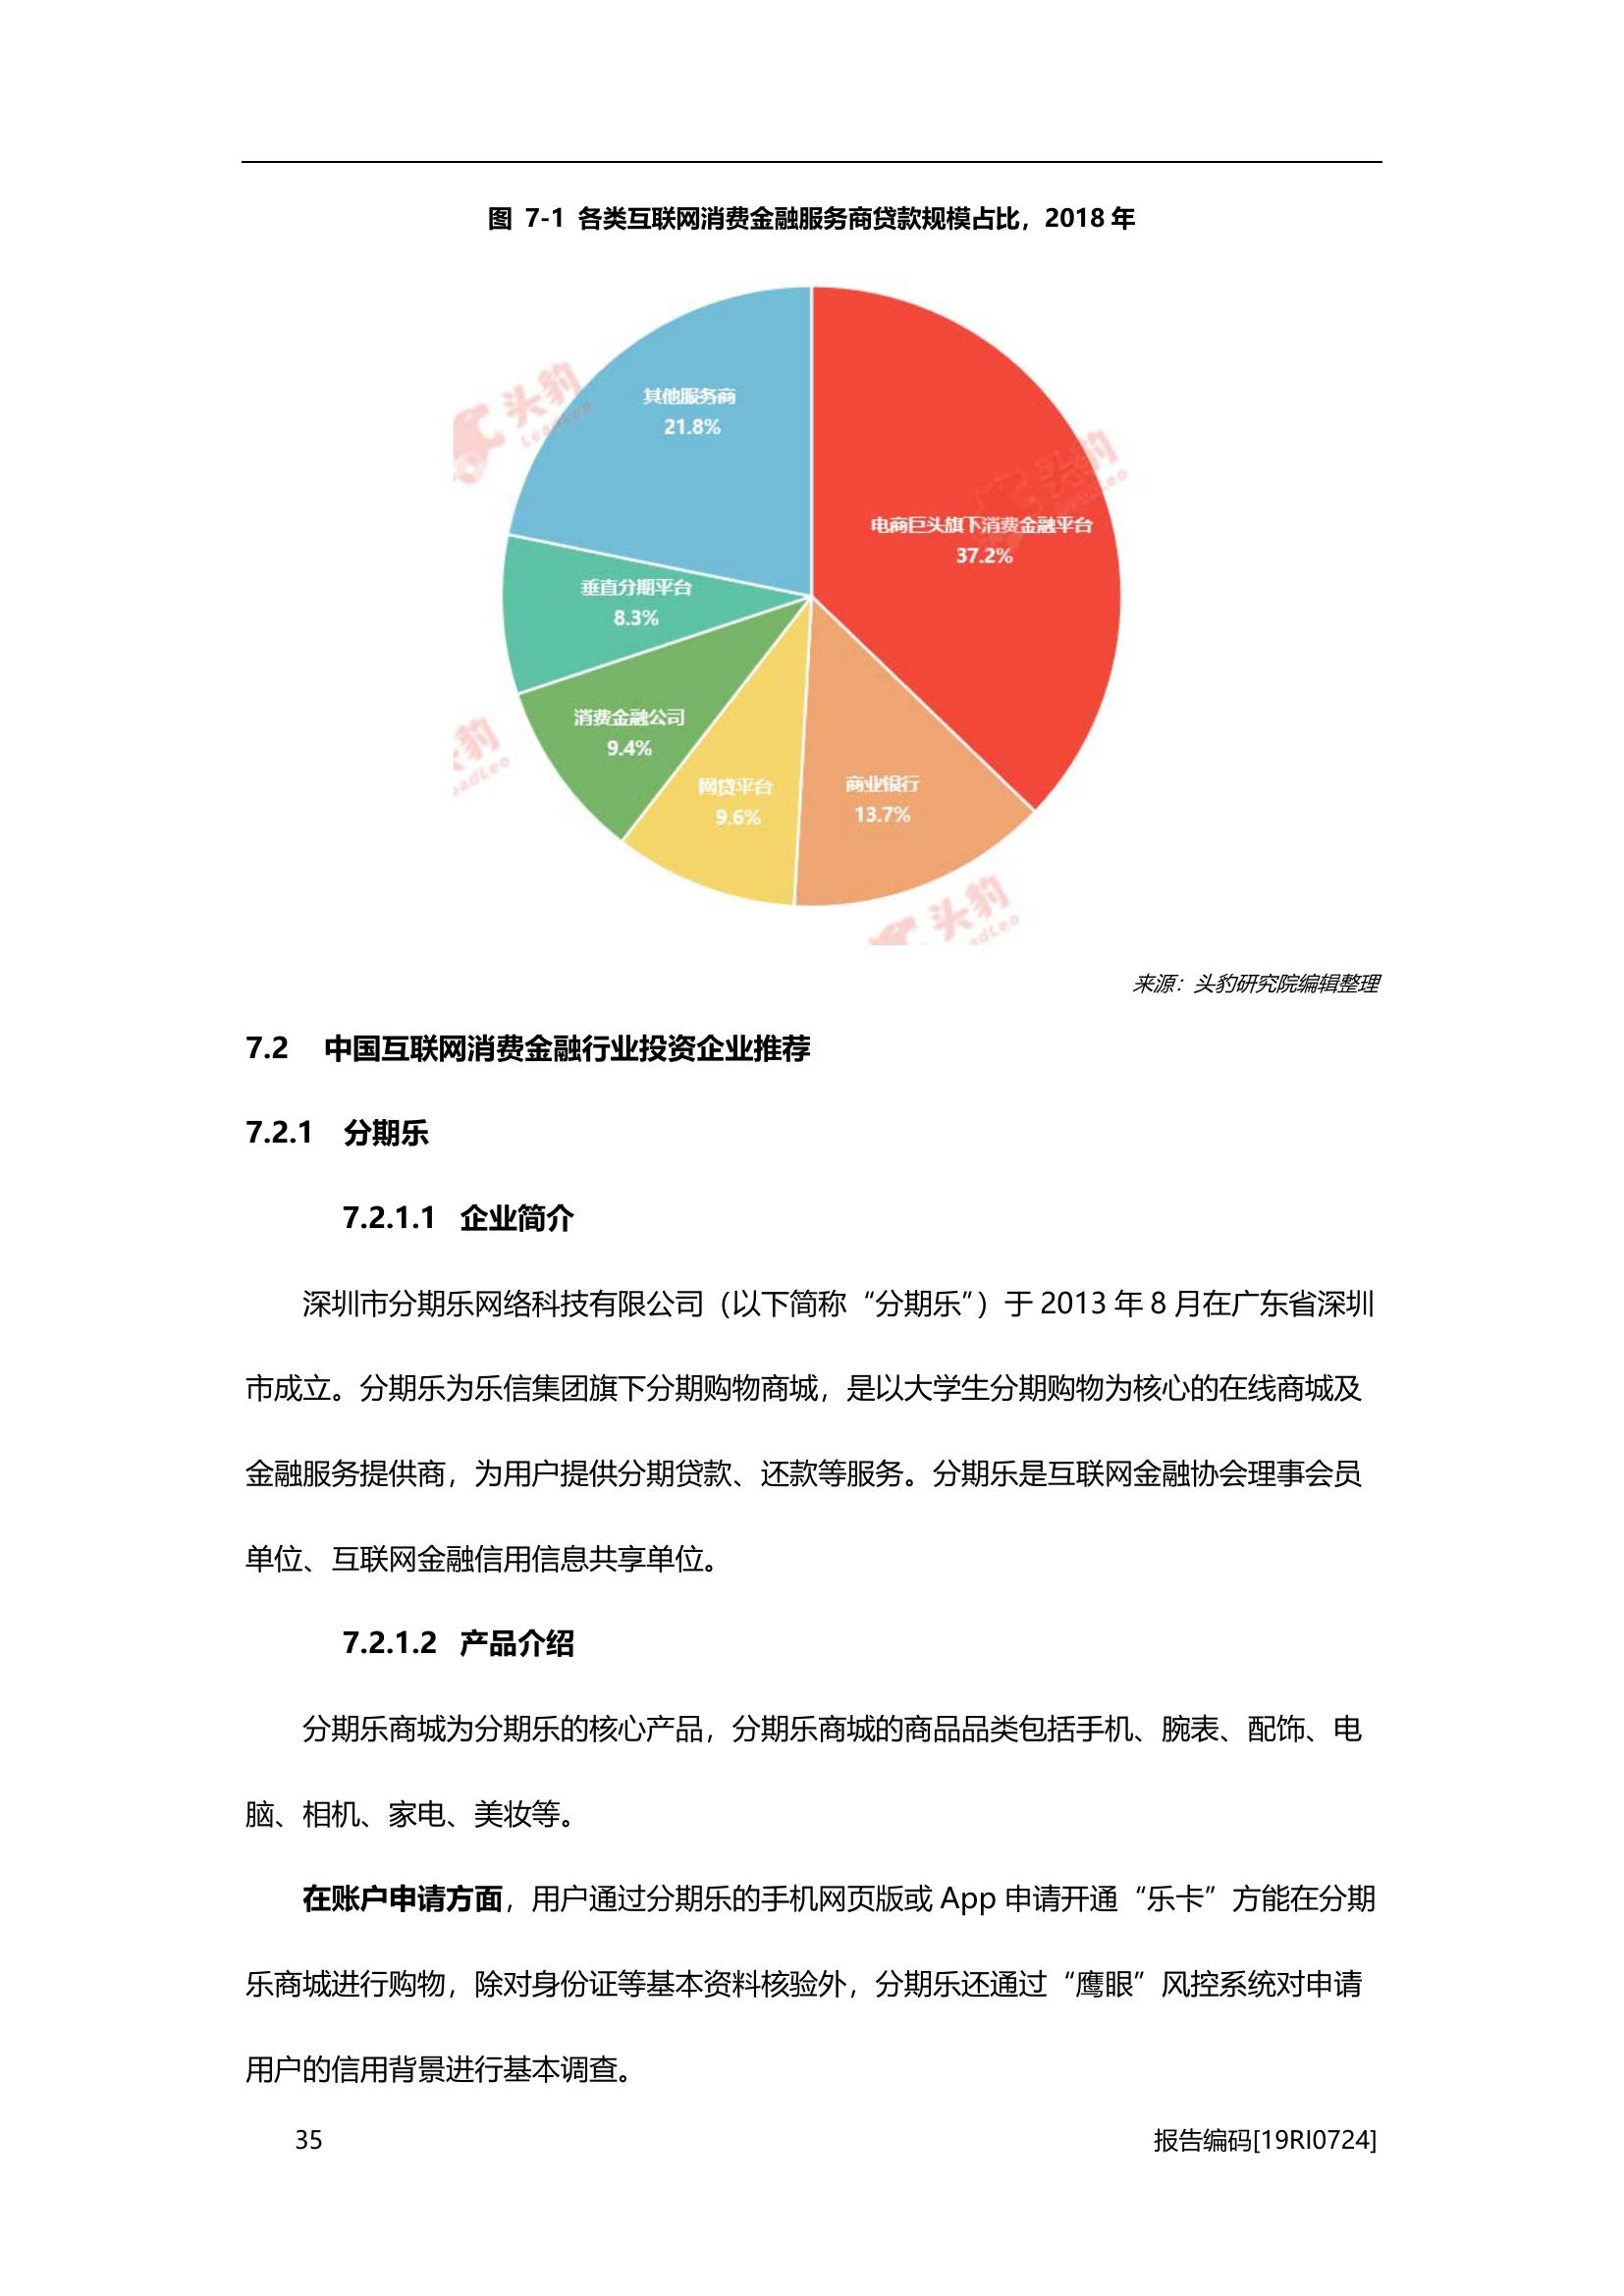 图 7-1 各类互联网消费金融服务商贷款规模占比，2018 年
其他服务商
21.8%
电商巨头旗下消费金融平台
37.2%
垂直分期平台
8.3%
消费金融公司
9.4%
网贷平台
9.6%
商业银行
13.7%
头豹
LeadLeo
头豹
头豹
头豹
来源：头豹研究院编辑整理
7.2 中国互联网消费金融行业投资企业推荐
7.2.1 分期乐
7.2.1.1 企业简介
深圳市分期乐网络科技有限公司（以下简称“分期乐”）于 2013 年 8 月在广东省深圳
市成立。分期乐为乐信集团旗下分期购物商城，是以大学生分期购物为核心的在线商城及
金融服务提供商，为用户提供分期贷款、还款等服务。分期乐是互联网金融协会理事会员
单位、互联网金融信用信息共享单位。
7.2.1.2 产品介绍
分期乐商城为分期乐的核心产品，分期乐商城的商品品类包括手机、腕表、配饰、电
脑、相机、家电、美妆等。
在账户申请方面，用户通过分期乐的手机网页版或 App 申请开通“乐卡”方能在分期
乐商城进行购物，除对身份证等基本资料核验外，分期乐还通过“鹰眼”风控系统对申请
用户的信用背景进行基本调查。
35
报告编码[19RI0724]